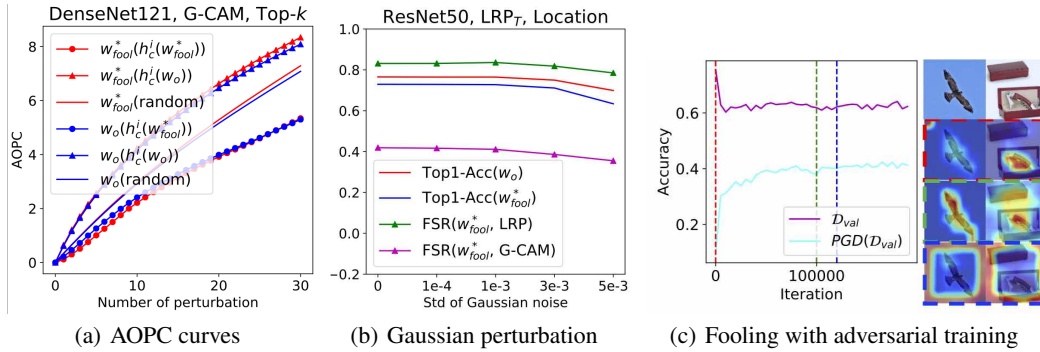 DenseNet121, G-CAM, Top-k
AOPC
8
6
4
2
0
w*fool(hic(w*fool))
w*fool(hic(wo))
w*fool(random)
wo(hic(w*fool))
wo(hic(wo))
wo(random)
0 10 20 30
Number of perturbation
(a) AOPC curves
ResNet50, LRPT, Location
1.0
0.8
0.6
0.4
0.2
0.0
−0.2
Top1-Acc(wo)
Top1-Acc(w*fool)
FSR(w*fool, LRP)
FSR(w*fool, G-CAM)
0 1e-4 1e-3 3e-3 5e-3
Std of Gaussian noise
(b) Gaussian perturbation
Accuracy
0.6
0.4
0.2
Dval
PGD(Dval)
0 100000
Iteration
(c) Fooling with adversarial training